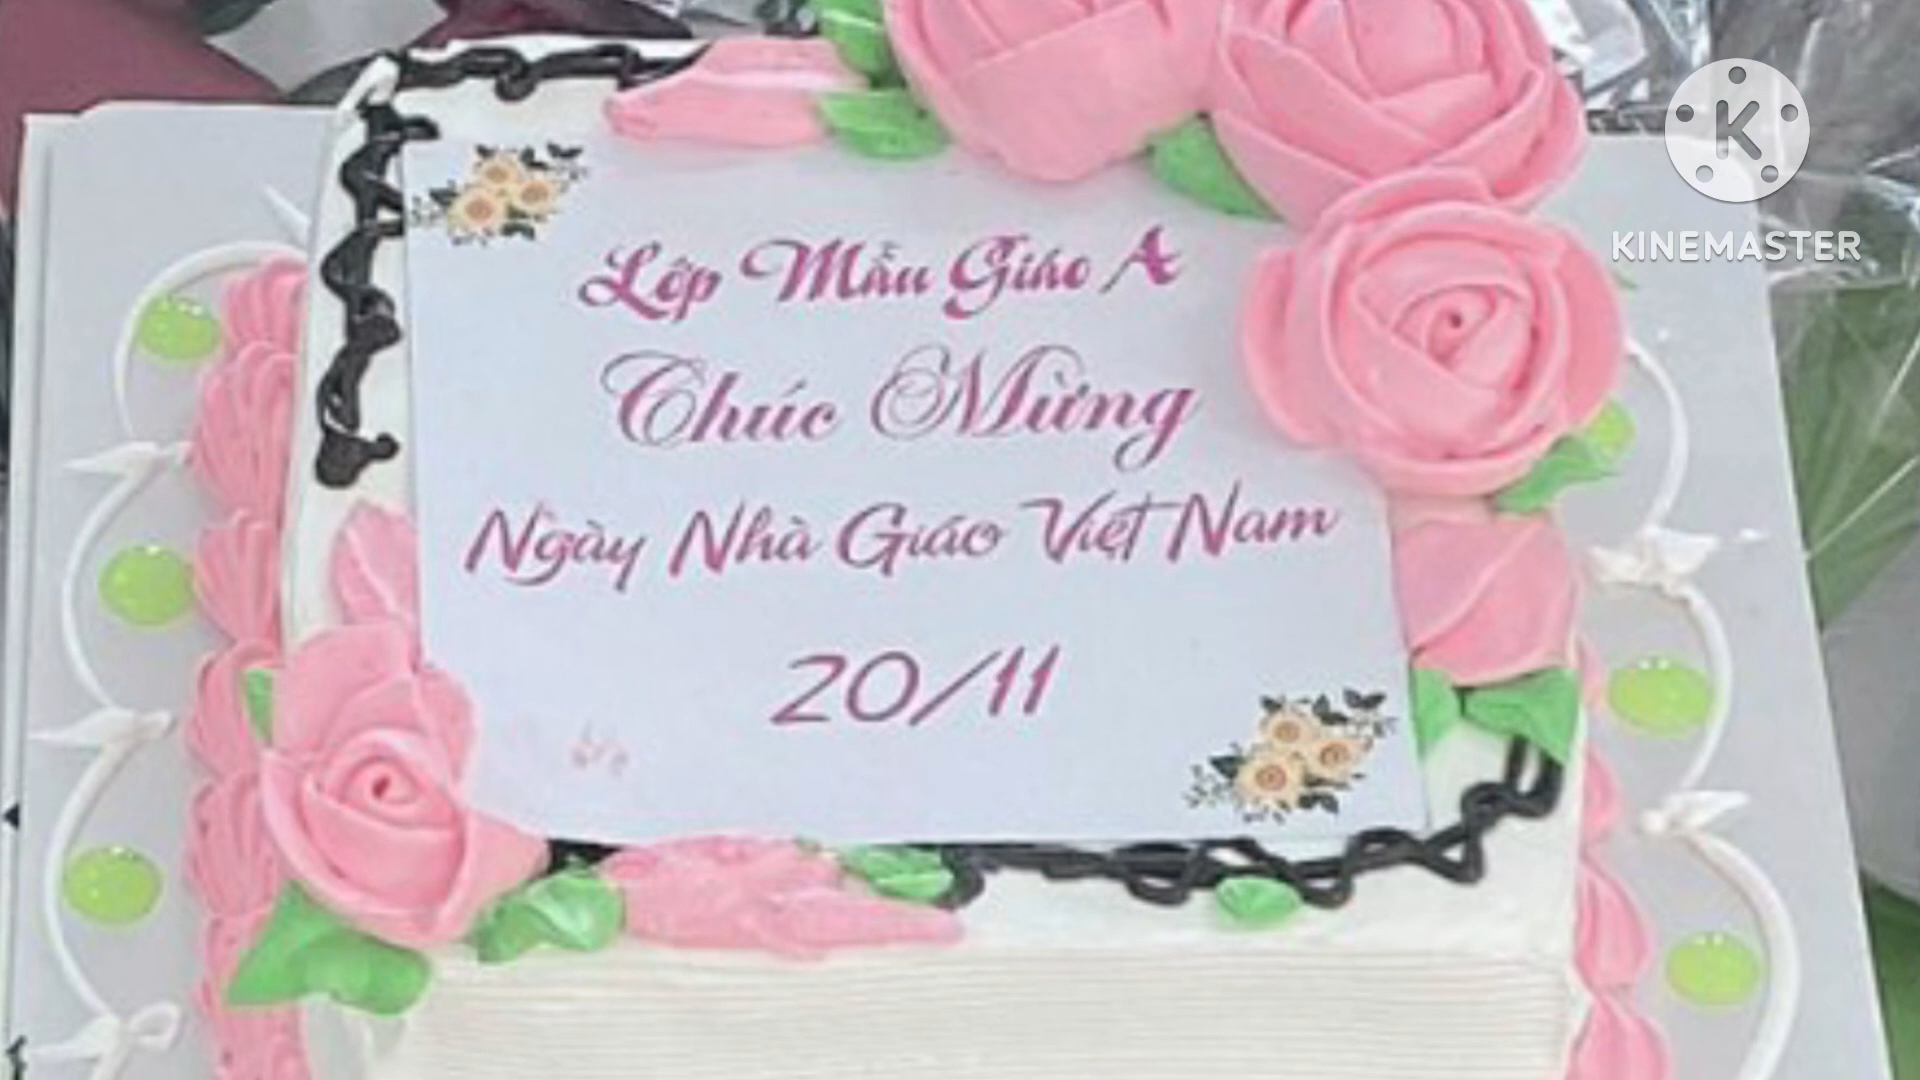 Lớp Mẫu Giáo A
Chúc Mừng
Ngày Nhà Giáo Việt Nam
20/11
K
KINEMASTER